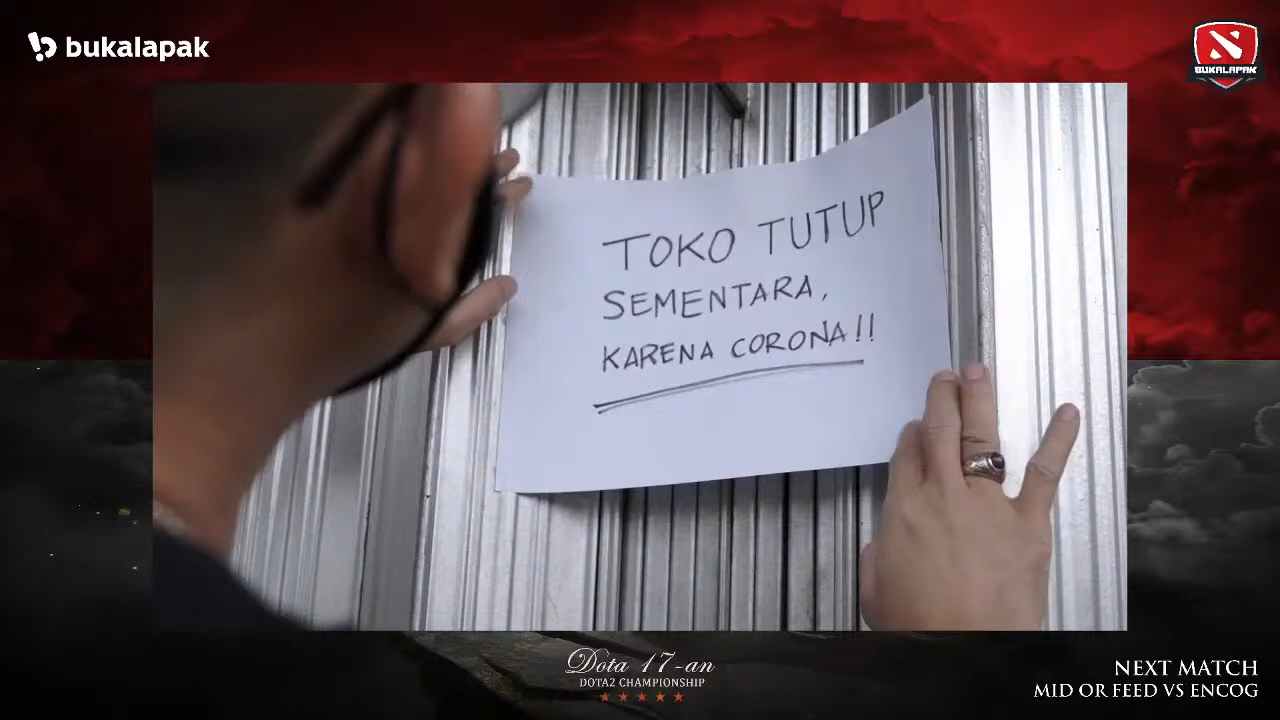 bukalapak
BUKALAPAK
TOKO TUTUP
SEMENTARA,
KARENA CORONA!!
Dota 17-an
DOTA2 CHAMPIONSHIP
NEXT MATCH
MID OR FEED VS ENCOG